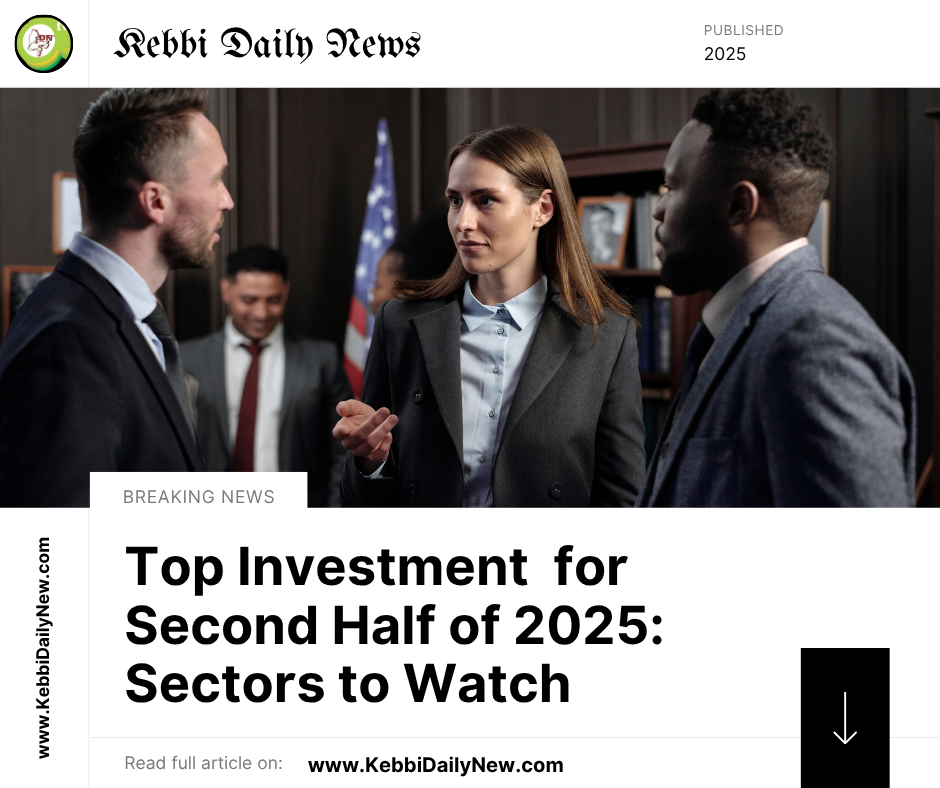 DN
Kebbi Daily News
PUBLISHED
2025
BREAKING NEWS
Top Investment for
Second Half of 2025:
Sectors to Watch
www.KebbiDailyNew.com
Read full article on: www.KebbiDailyNew.com